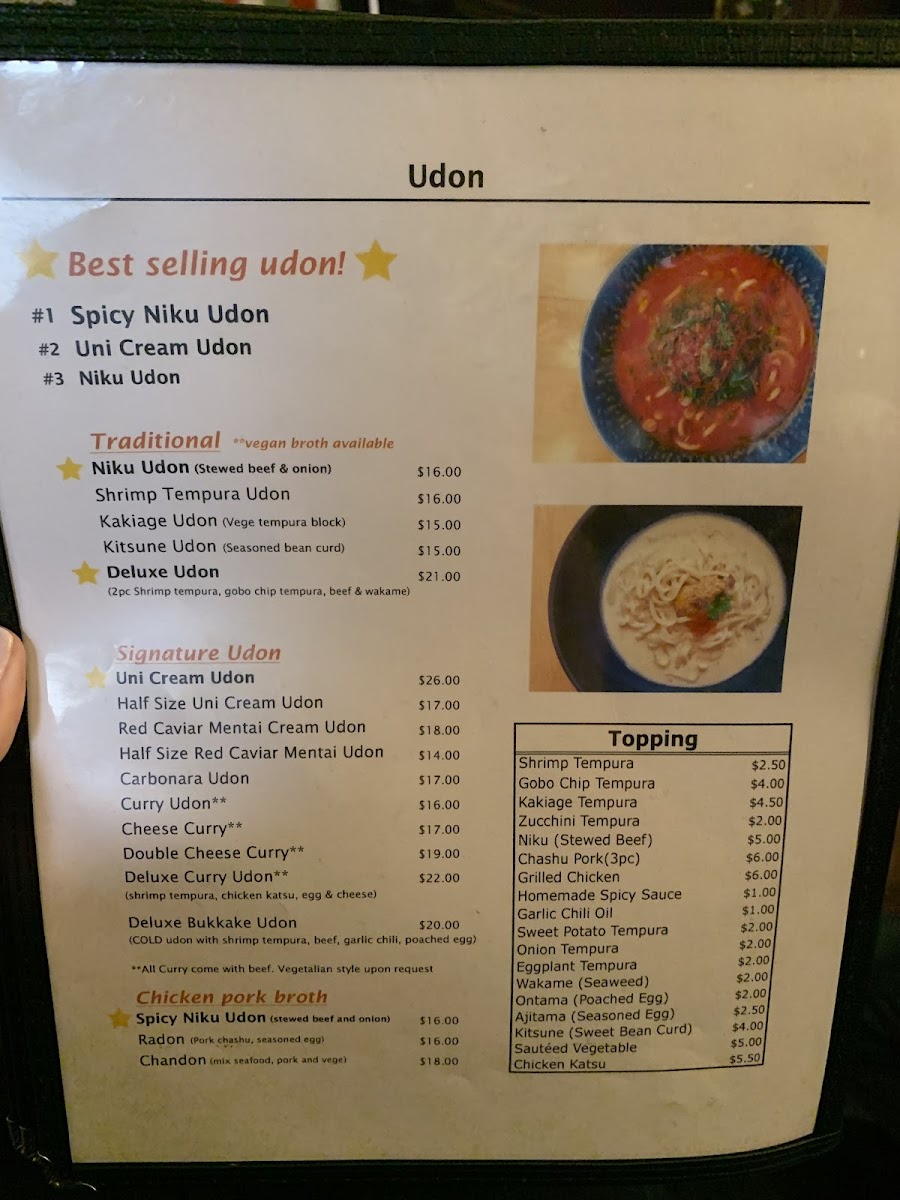 Udon
Best selling udon!
#1 Spicy Niku Udon
#2 Uni Cream Udon
#3 Niku Udon
Traditional **vegan broth available
Niku Udon (Stewed beef & onion) $16.00
Shrimp Tempura Udon $16.00
Kakiage Udon (Vege tempura block) $15.00
Kitsune Udon (Seasoned bean curd) $15.00
Deluxe Udon $21.00
(2pc Shrimp tempura, gobo chip tempura, beef & wakame)
Signature Udon
Uni Cream Udon $26.00
Half Size Uni Cream Udon $17.00
Red Caviar Mentai Cream Udon $18.00
Half Size Red Caviar Mentai Udon $14.00
Carbonara Udon $17.00
Curry Udon** $16.00
Cheese Curry** $17.00
Double Cheese Curry** $19.00
Deluxe Curry Udon** $22.00
(shrimp tempura, chicken katsu, egg & cheese)
Deluxe Bukkake Udon $20.00
(COLD udon with shrimp tempura, beef, garlic chili, poached egg)
**All Curry come with beef. Vegetalian style upon request
Chicken pork broth
Spicy Niku Udon (stewed beef and onion) $16.00
Radon (Pork chashu, seasoned egg) $16.00
Chandon (mix seafood, pork and vege) $18.00
Topping
Shrimp Tempura $2.50
Gobo Chip Tempura $4.00
Kakiage Tempura $4.50
Zucchini Tempura $2.00
Niku (Stewed Beef) $5.00
Chashu Pork(3pc) $6.00
Grilled Chicken $6.00
Homemade Spicy Sauce $1.00
Garlic Chili Oil $1.00
Sweet Potato Tempura $2.00
Onion Tempura $2.00
Eggplant Tempura $2.00
Wakame (Seaweed) $2.00
Ontama (Poached Egg) $2.00
Ajitama (Seasoned Egg) $2.50
Kitsune (Sweet Bean Curd) $4.00
Sautéed Vegetable $5.00
Chicken Katsu $5.50